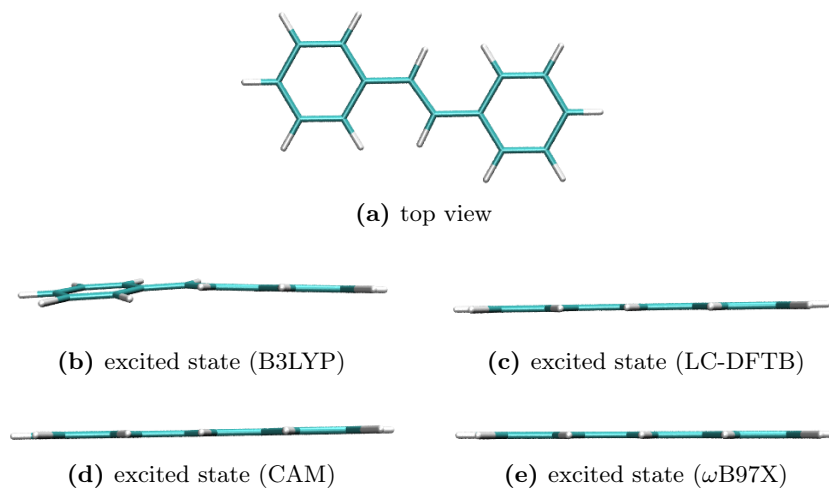 (a) top view
(b) excited state (B3LYP)
(c) excited state (LC-DFTB)
(d) excited state (CAM)
(e) excited state (ωB97X)